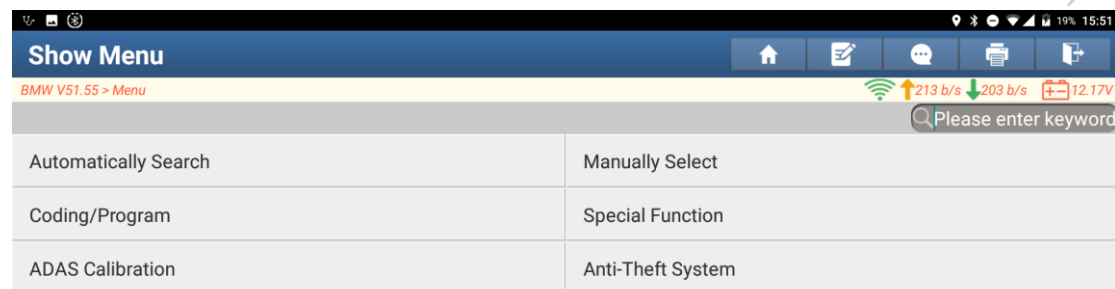 19% 15:51
Show Menu
BMW V51.55 > Menu
213 b/s 203 b/s 12.17V
Please enter keyword
Automatically Search Manually Select
Coding/Program Special Function
ADAS Calibration Anti-Theft System